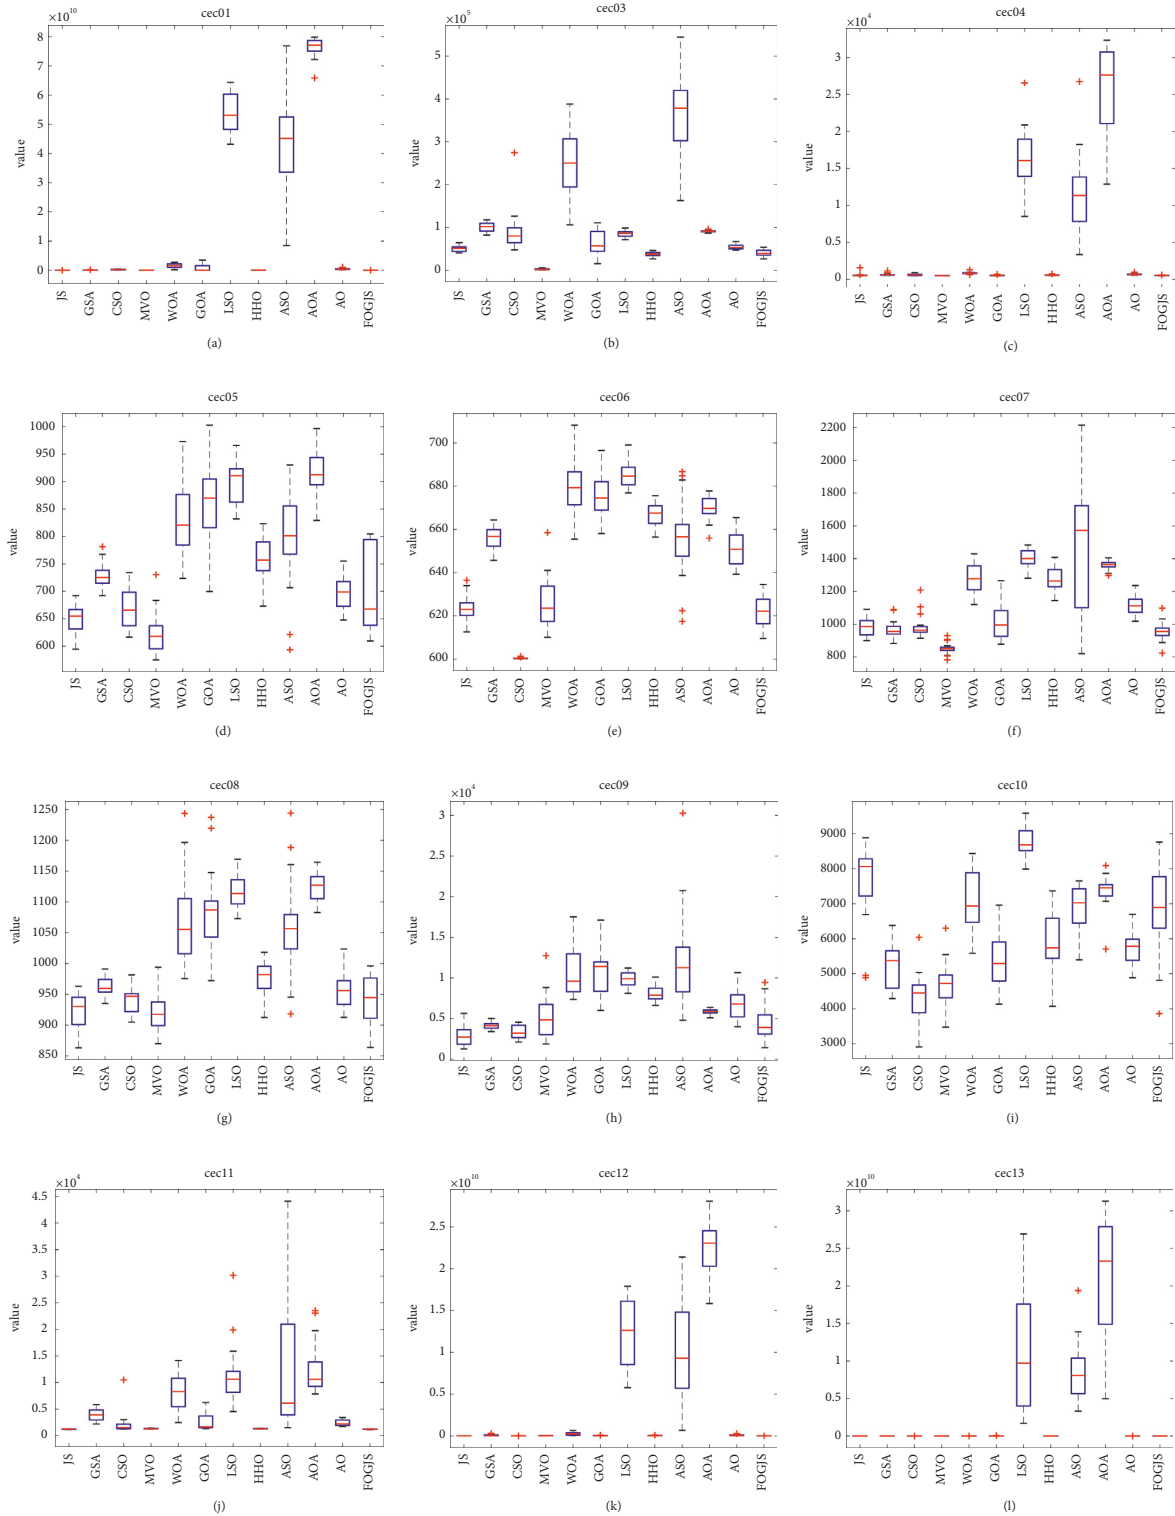 cec01
×10^10
value
8
7
6
5
4
3
2
1
0
JS
GSA
CSO
MVO
WOA
GOA
LSO
HHO
ASO
AOA
AO
FOGJS
(a)
cec03
×10^5
value
5
4
3
2
1
0
JS
GSA
CSO
MVO
WOA
GOA
LSO
HHO
ASO
AOA
AO
FOGJS
(b)
cec04
×10^4
value
3
2.5
2
1.5
1
0.5
0
JS
GSA
CSO
MVO
WOA
GOA
LSO
HHO
ASO
AOA
AO
FOGJS
(c)
cec05
value
1000
950
900
850
800
750
700
650
600
JS
GSA
CSO
MVO
WOA
GOA
LSO
HHO
ASO
AOA
AO
FOGJS
(d)
cec06
value
700
680
660
640
620
600
JS
GSA
CSO
MVO
WOA
GOA
LSO
HHO
ASO
AOA
AO
FOGJS
(e)
cec07
value
2200
2000
1800
1600
1400
1200
1000
800
JS
GSA
CSO
MVO
WOA
GOA
LSO
HHO
ASO
AOA
AO
FOGJS
(f)
cec08
value
1250
1200
1150
1100
1050
1000
950
900
850
JS
GSA
CSO
MVO
WOA
GOA
LSO
HHO
ASO
AOA
AO
FOGJS
(g)
cec09
×10^4
value
3
2.5
2
1.5
1
0.5
0
JS
GSA
CSO
MVO
WOA
GOA
LSO
HHO
ASO
AOA
AO
FOGJS
(h)
cec10
value
9000
8000
7000
6000
5000
4000
3000
JS
GSA
CSO
MVO
WOA
GOA
LSO
HHO
ASO
AOA
AO
FOGJS
(i)
cec11
×10^4
value
4.5
4
3.5
3
2.5
2
1.5
1
0.5
0
JS
GSA
CSO
MVO
WOA
GOA
LSO
HHO
ASO
AOA
AO
FOGJS
(j)
cec12
×10^10
value
2.5
2
1.5
1
0.5
0
JS
GSA
CSO
MVO
WOA
GOA
LSO
HHO
ASO
AOA
AO
FOGJS
(k)
cec13
×10^10
value
3
2.5
2
1.5
1
0.5
0
JS
GSA
CSO
MVO
WOA
GOA
LSO
HHO
ASO
AOA
AO
FOGJS
(l)